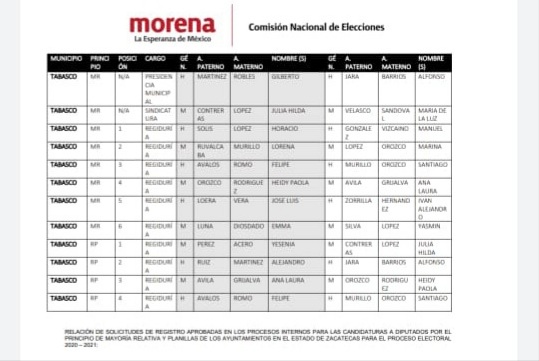 morena
La Esperanza de México
Comisión Nacional de Elecciones
MUNICIPIO PRINCIPIO POSICIÓN CARGO GÉN. A. PATERNO A. MATERNO NOMBRE (S) GÉN. A. PATERNO A. MATERNO NOMBRE (S)
TABASCO MR N/A PRESIDENCIA MUNICIPAL H MARTINEZ ROBLES GILBERTO H JARA BARRIOS ALFONSO
TABASCO MR N/A SINDICATURA M CONTRERAS LOPEZ JULIA HILDA M VELASCO SANDOVAL MARIA DE LA LUZ
TABASCO MR 1 REGIDURÍA H SOLIS LOPEZ HORACIO H GONZALEZ VIZCAINO MANUEL
TABASCO MR 2 REGIDURÍA M RUVALCABA MURILLO LORENA M LOPEZ OROZCO MARINA
TABASCO MR 3 REGIDURÍA H AVALOS ROMO FELIPE H MURILLO OROZCO SANTIAGO
TABASCO MR 4 REGIDURÍA M OROZCO RODRIGUEZ HEIDY PAOLA M AVILA GRIJALVA ANA LAURA
TABASCO MR 5 REGIDURÍA H LOERA VERA JOSE LUIS H ZORRILLA HERNANDEZ IVAN ALEJANDRO
TABASCO MR 6 REGIDURÍA M LUNA DIOSDADO EMMA M SILVA LOPEZ YASMIN
TABASCO RP 1 REGIDURÍA M PEREZ ACERO YESENIA M CONTRERAS LOPEZ JULIA HILDA
TABASCO RP 2 REGIDURÍA H RUIZ MARTINEZ ALEJANDRO H JARA BARRIOS ALFONSO
TABASCO RP 3 REGIDURÍA M AVILA GRIJALVA ANA LAURA M OROZCO RODRIGUEZ HEIDY PAOLA
TABASCO RP 4 REGIDURÍA H AVALOS ROMO FELIPE H MURILLO OROZCO SANTIAGO
RELACIÓN DE SOLICITUDES DE REGISTRO APROBADAS EN LOS PROCESOS INTERNOS PARA LAS CANDIDATURAS A DIPUTADOS POR EL
PRINCIPIO DE MAYORÍA RELATIVA Y PLANILLAS DE LOS AYUNTAMIENTOS EN EL ESTADO DE ZACATECAS PARA EL PROCESO ELECTORAL
2020 – 2021;